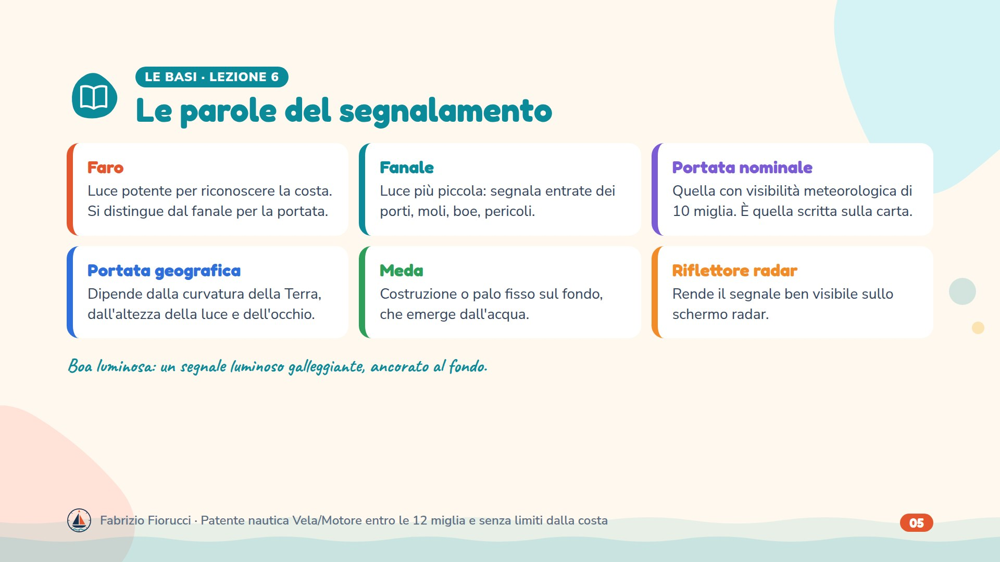 LE BASI · LEZIONE 6
Le parole del segnalamento
Faro
Luce potente per riconoscere la costa.
Si distingue dal fanale per la portata.
Fanale
Luce più piccola: segnala entrate dei
porti, moli, boe, pericoli.
Portata nominale
Quella con visibilità meteorologica di
10 miglia. È quella scritta sulla carta.
Portata geografica
Dipende dalla curvatura della Terra,
dall'altezza della luce e dell'occhio.
Meda
Costruzione o palo fisso sul fondo,
che emerge dall'acqua.
Riflettore radar
Rende il segnale ben visibile sullo
schermo radar.
Boa luminosa: un segnale luminoso galleggiante, ancorato al fondo.
Fabrizio Fiorucci · Patente nautica Vela/Motore entro le 12 miglia e senza limiti dalla costa
05